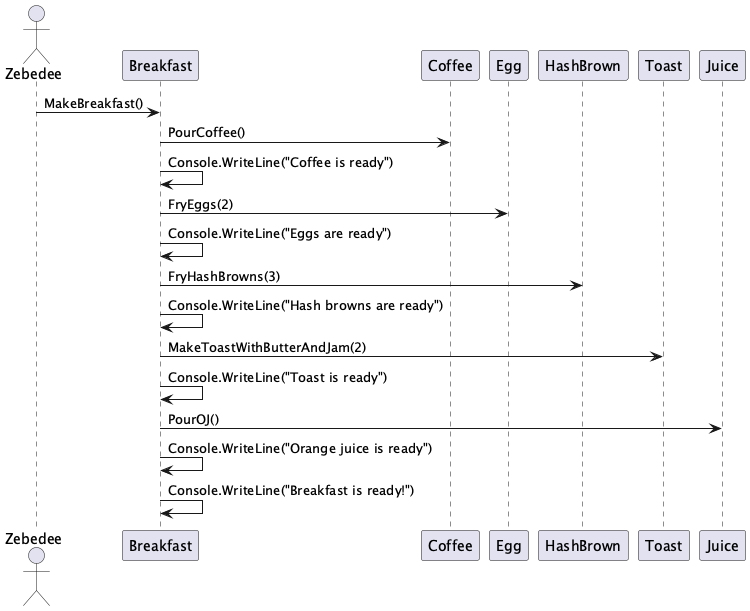 Zebedee
Breakfast Coffee Egg HashBrown Toast Juice
MakeBreakfast()
PourCoffee()
Console.WriteLine("Coffee is ready")
FryEggs(2)
Console.WriteLine("Eggs are ready")
FryHashBrowns(3)
Console.WriteLine("Hash browns are ready")
MakeToastWithButterAndJam(2)
Console.WriteLine("Toast is ready")
PourOJ()
Console.WriteLine("Orange juice is ready")
Console.WriteLine("Breakfast is ready!")
Zebedee
Breakfast Coffee Egg HashBrown Toast Juice